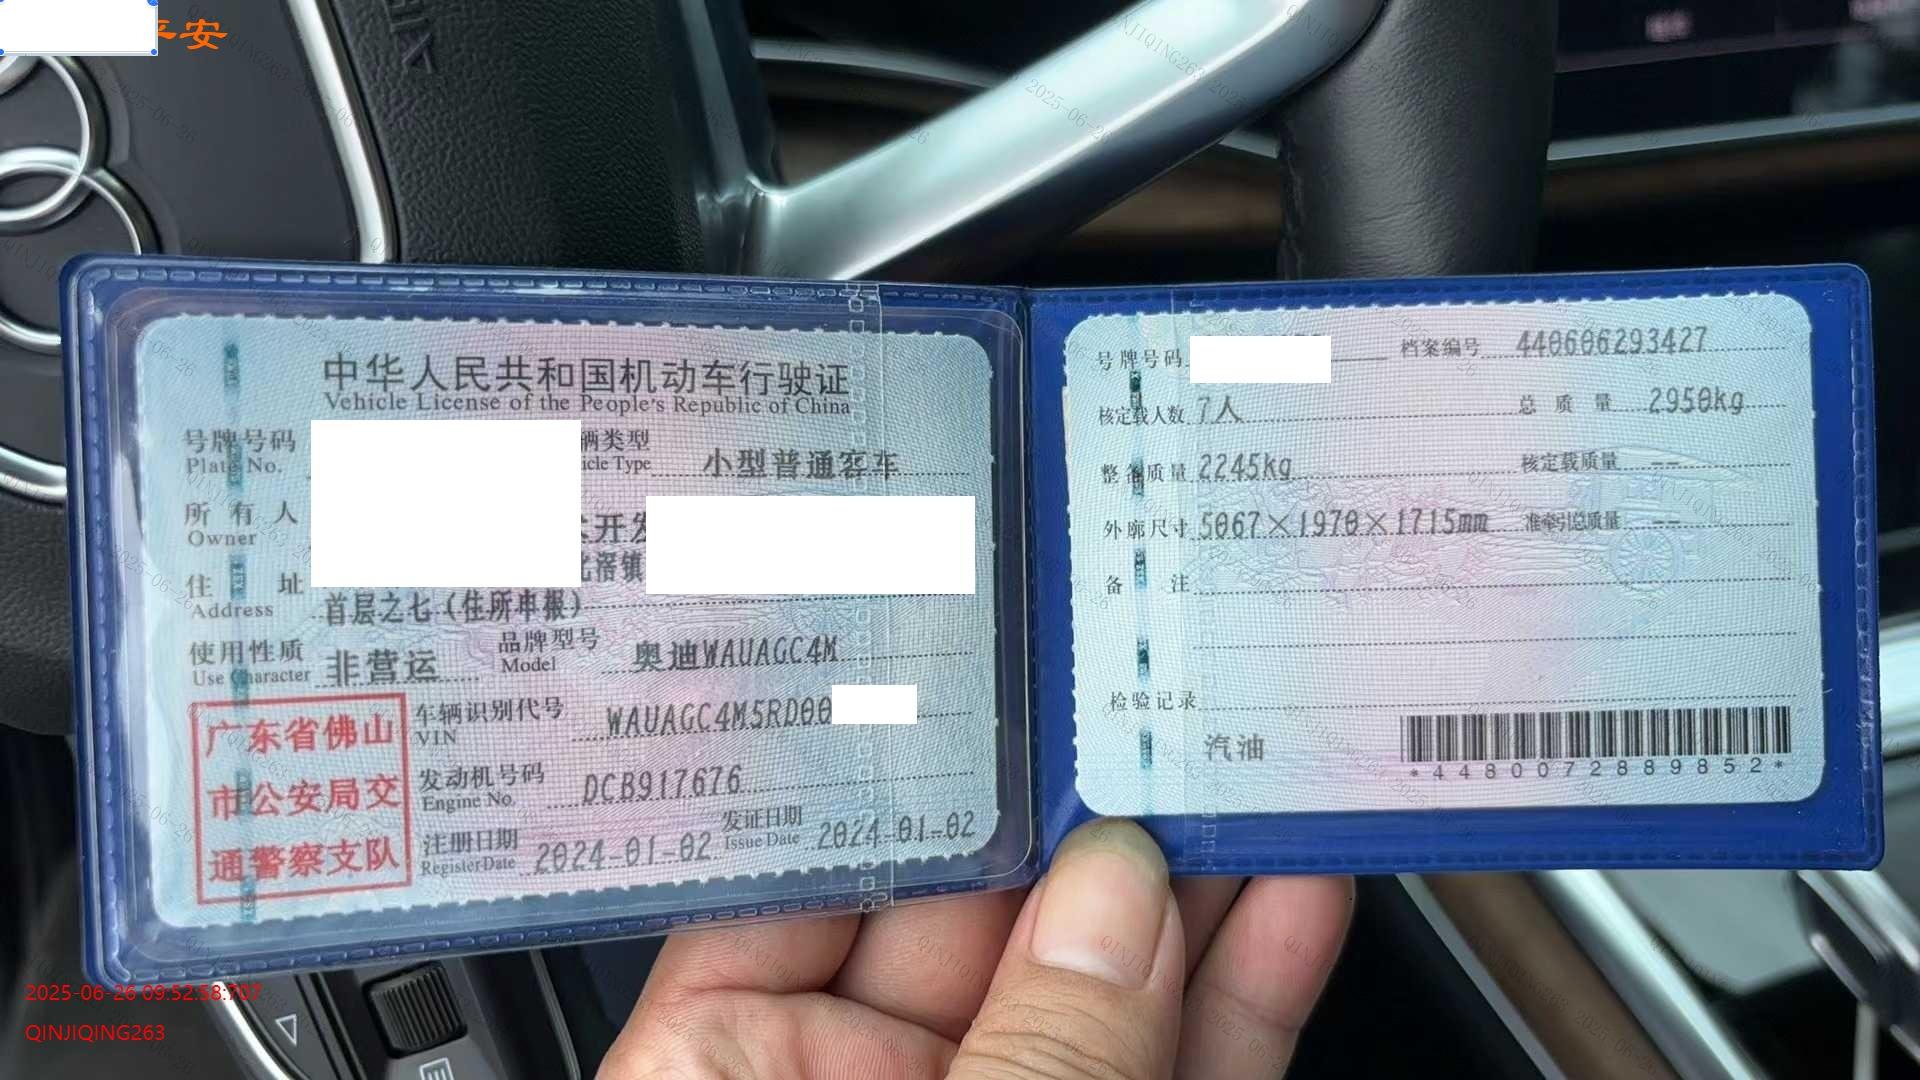 平安
中华人民共和国机动车行驶证
Vehicle License of the People's Republic of China
号牌号码
Plate No.
辆类型
icle Type
小型普通客车
所有人
Owner
开发
住址
Address
北滘镇
首层之七(住所申报)
使用性质
Use Character
非营运
品牌型号
Model
奥迪WAUAGC4M
车辆识别代号
VIN
WAUAGC4M5RD00
发动机号码
Engine No.
DCB917676
注册日期
Register Date
2024-01-02
发证日期
Issue Date
2024-01-02
广东省佛山
市公安局交
通警察支队
号牌号码
档案编号 440606293427
核定载人数 7人
总质量 2950kg
整备质量 2245kg
核定载质量 --
外廓尺寸 5067×1970×1715mm
准牵引总质量 --
备注
检验记录
汽油
*4480072889852*
2025-06-26 09:52:58:707
QINJIQING263